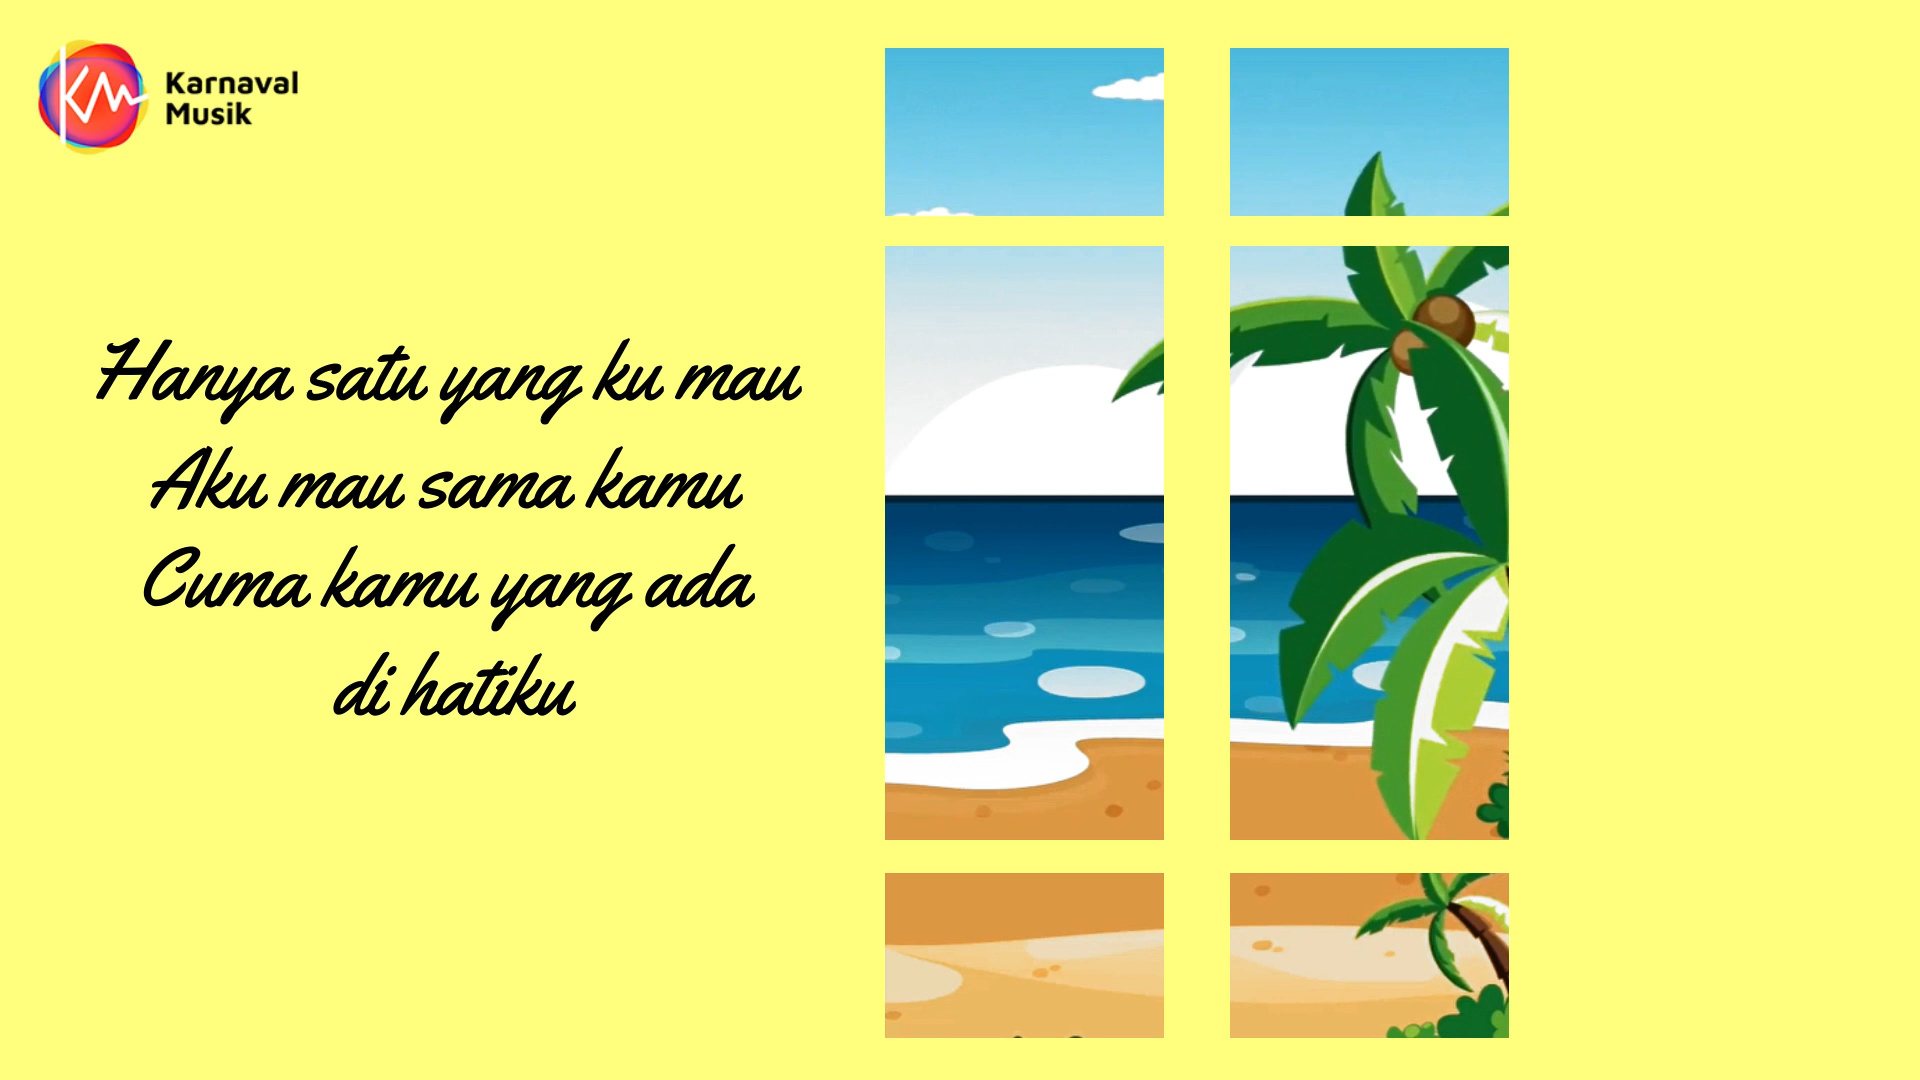 Karnaval
Musik
Hanya satu yang ku mau
Aku mau sama kamu
Cuma kamu yang ada
di hatiku